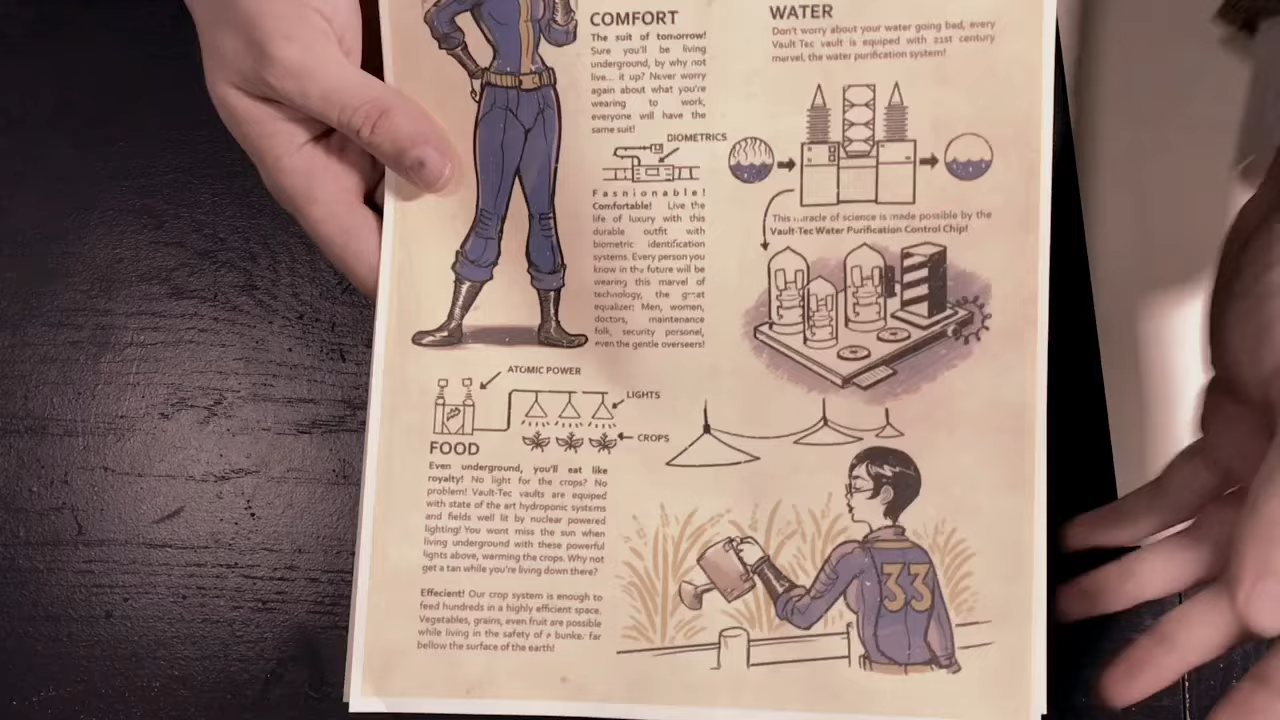 COMFORT
The suit of tomorrow!
Sure you'll be living
underground, by why not
live... it up? Never worry
again about what you're
wearing to work,
everyone will have the
same suit!
BIOMETRICS
Fashionable!
Comfortable! Live the
life of luxury with this
durable outfit with
biometric identification
systems. Every person you
know in the future will be
wearing this marvel of
technology, the great
equalizer: Men, women,
doctors, maintenance
folk, security personel,
even the gentle overseers!
WATER
Don't worry about your water going bad, every
Vault Tec vault is equiped with 21st century
marvel, the water purification system!
This miracle of science is made possible by the
Vault-Tec Water Purification Control Chip!
ATOMIC POWER
LIGHTS
CROPS
FOOD
Even underground, you'll eat like
royalty! No light for the crops? No
problem! Vault-Tec vaults are equiped
with state of the art hydroponic systems
and fields well lit by nuclear powered
lighting! You wont miss the sun when
living underground with these powerful
lights above, warming the crops. Why not
get a tan while you're living down there?
Effecient! Our crop system is enough to
feed hundreds in a highly efficient space.
Vegetables, grains, even fruit are possible
while living in the safety of a bunker far
bellow the surface of the earth!
33